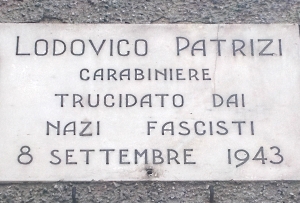 LODOVICO PATRIZI
CARABINIERE
TRUCIDATO DAI
NAZI FASCISTI
8 SETTEMBRE 1943